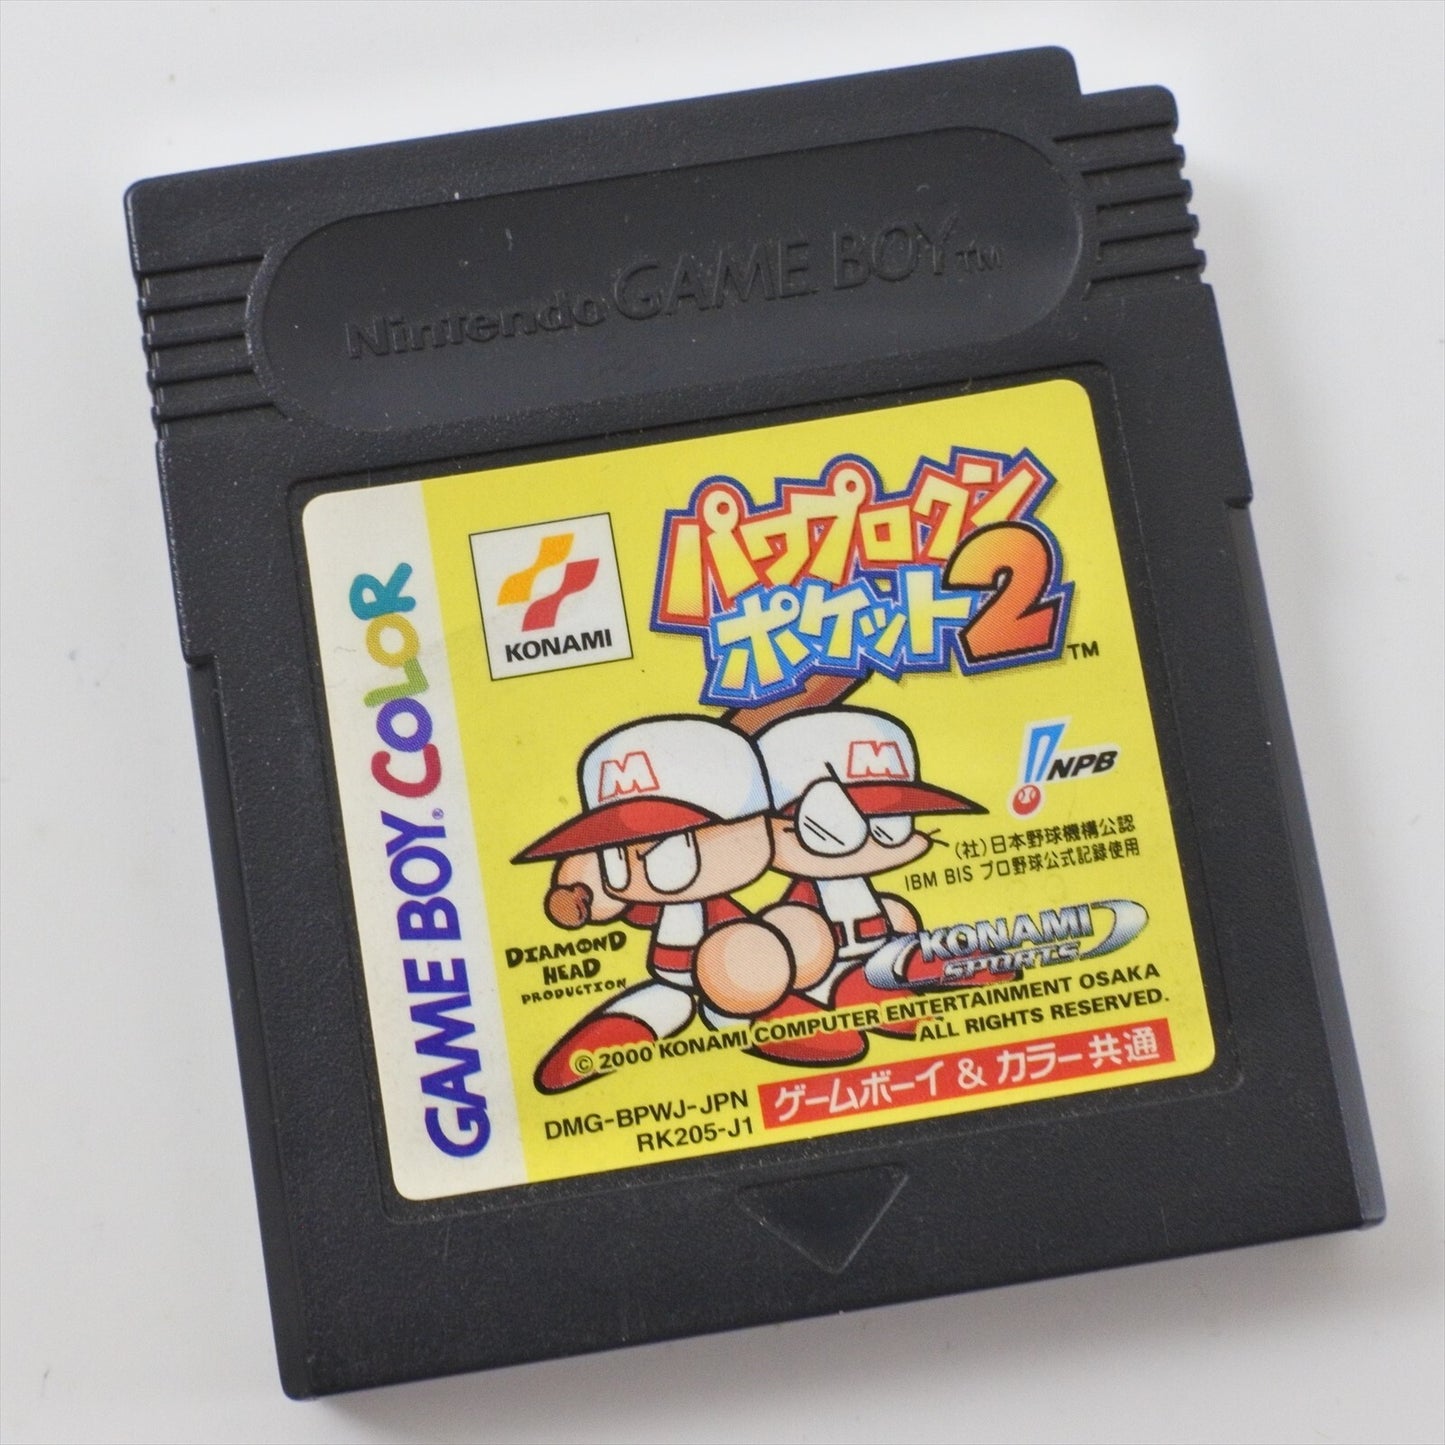 Nintendo GAME BOY™
GAME BOY® COLOR
KONAMI
パワプロクン
ポケット2™
M
M
NPB
(社)日本野球機構公認
IBM BIS プロ野球公式記録使用
DIAMOND
HEAD
PRODUCTION
KONAMI
SPORTS
© 2000 KONAMI COMPUTER ENTERTAINMENT OSAKA
ALL RIGHTS RESERVED.
DMG-BPWJ-JPN
RK205-J1
ゲームボーイ & カラー共通